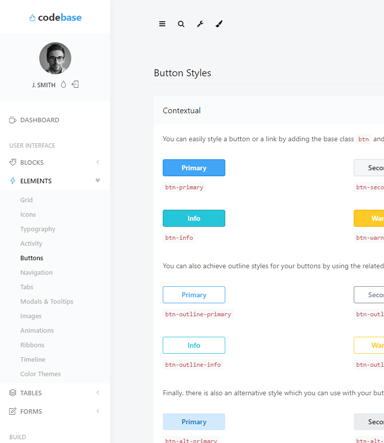 codebase
J. SMITH
DASHBOARD
USER INTERFACE
BLOCKS
ELEMENTS
Grid
Icons
Typography
Activity
Buttons
Navigation
Tabs
Modals & Tooltips
Images
Animations
Ribbons
Timeline
Color Themes
TABLES
FORMS
BUILD
Button Styles
Contextual
You can easily style a button or a link by adding the base class btn and
Primary Seco
btn-primary btn-seco
Info War
btn-info btn-warn
You can also achieve outline styles for your buttons by using the related
Primary Seco
btn-outline-primary btn-outl
Info War
btn-outline-info btn-outl
Finally, there is also an alternative style which you can use with your but
Primary Seco
btn-alt-primary btn-alt-